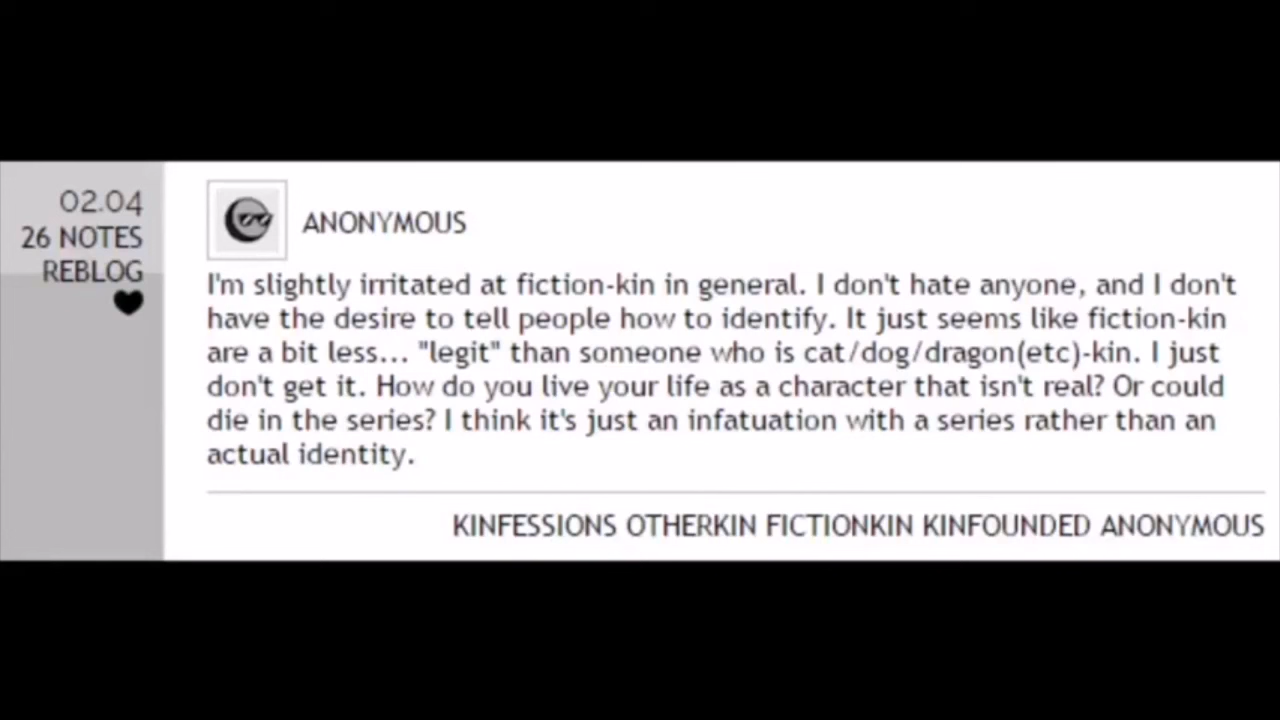 02.04
26 NOTES
REBLOG
ANONYMOUS
I'm slightly irritated at fiction-kin in general. I don't hate anyone, and I don't
have the desire to tell people how to identify. It just seems like fiction-kin
are a bit less... "legit" than someone who is cat/dog/dragon(etc)-kin. I just
don't get it. How do you live your life as a character that isn't real? Or could
die in the series? I think it's just an infatuation with a series rather than an
actual identity.
KINFESSIONS OTHERKIN FICTIONKIN KINFOUNDED ANONYMOUS